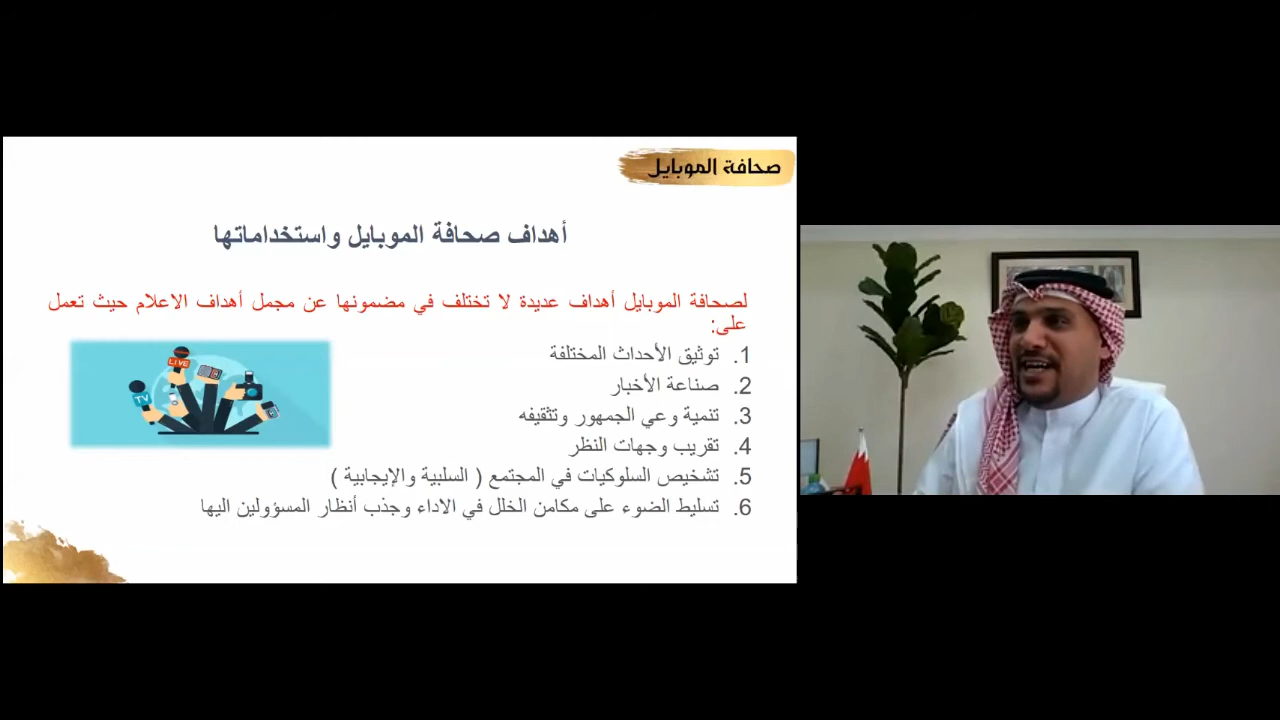 صحافة الموبايل
أهداف صحافة الموبايل واستخداماتها
لصحافة الموبايل أهداف عديدة لا تختلف في مضمونها عن مجمل أهداف الاعلام حيث تعمل
على:
1. توثيق الأحداث المختلفة
2. صناعة الأخبار
3. تنمية وعي الجمهور وتثقيفه
4. تقريب وجهات النظر
5. تشخيص السلوكيات في المجتمع ( السلبية والإيجابية )
6. تسليط الضوء على مكامن الخلل في الاداء وجذب أنظار المسؤولين اليها
LIVE
TV